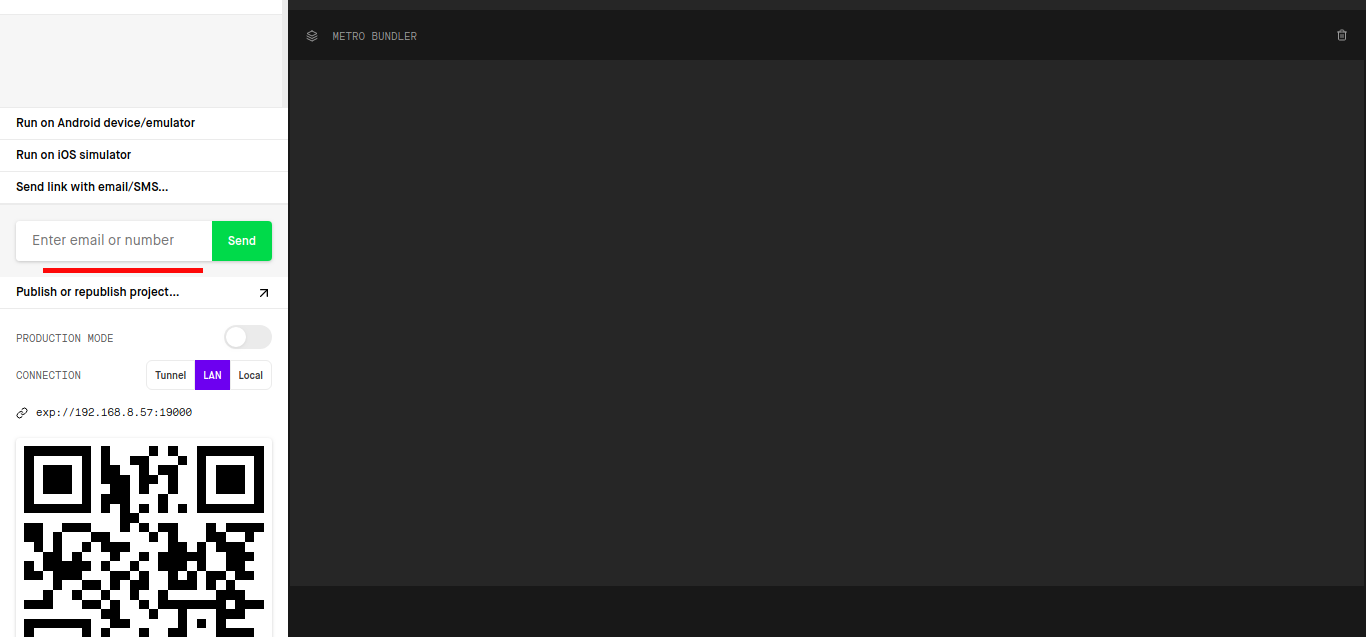 METRO BUNDLER
Run on Android device/emulator
Run on iOS simulator
Send link with email/SMS...
Enter email or number Send
Publish or republish project...
PRODUCTION MODE
CONNECTION Tunnel LAN Local
exp://192.168.8.57:19000